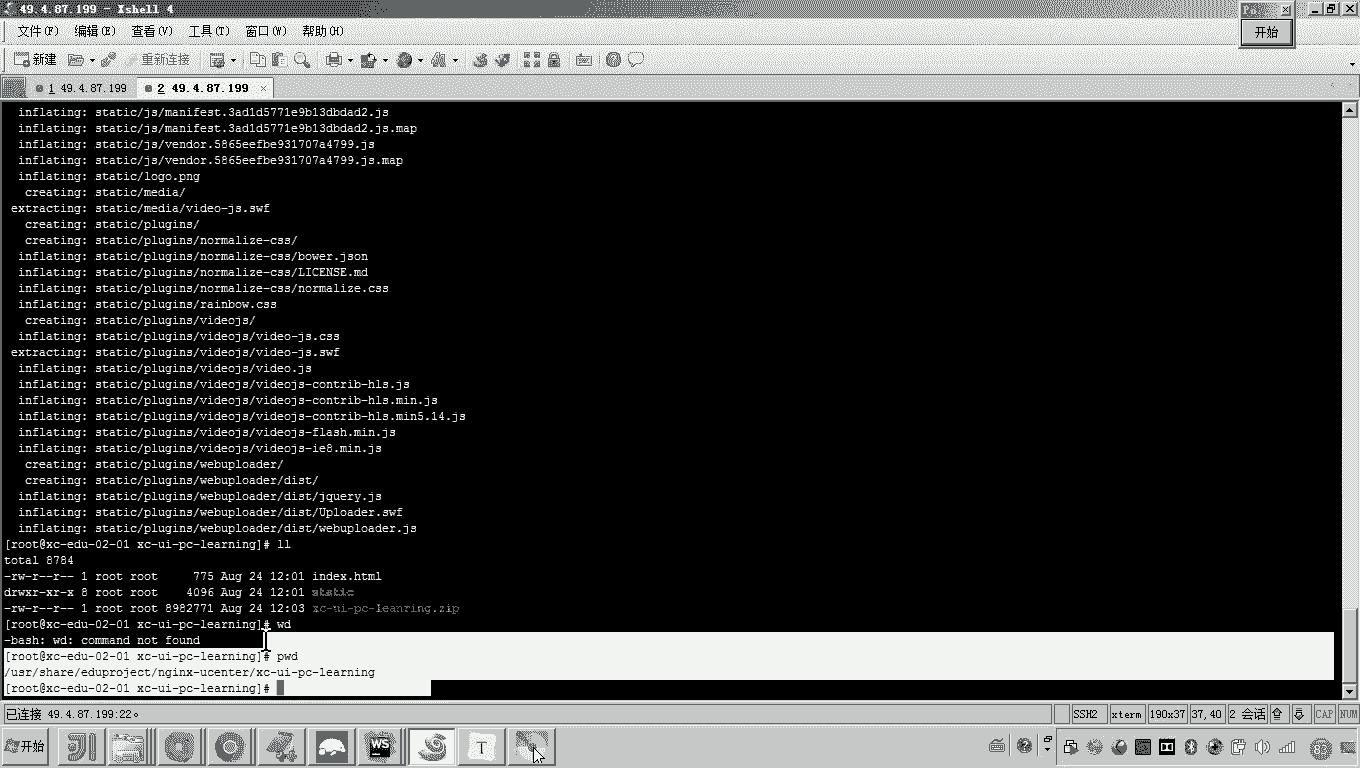 49.4.87.199 - Xshell 4
文件(F) 编辑(E) 查看(V) 工具(T) 窗口(W) 帮助(H)
开始
新建 重新连接
1 49.4.87.199 2 49.4.87.199
inflating: static/js/manifest.3ad1d5771e9b13dbdad2.js
inflating: static/js/manifest.3ad1d5771e9b13dbdad2.js.map
inflating: static/js/vendor.5865eefbe931707a4799.js
inflating: static/js/vendor.5865eefbe931707a4799.js.map
inflating: static/logo.png
creating: static/media/
extracting: static/media/video-js.swf
creating: static/plugins/
creating: static/plugins/normalize-css/
inflating: static/plugins/normalize-css/bower.json
inflating: static/plugins/normalize-css/LICENSE.md
inflating: static/plugins/normalize-css/normalize.css
inflating: static/plugins/rainbow.css
creating: static/plugins/videojs/
inflating: static/plugins/videojs/video-js.css
extracting: static/plugins/videojs/video-js.swf
inflating: static/plugins/videojs/video.js
inflating: static/plugins/videojs/videojs-contrib-hls.js
inflating: static/plugins/videojs/videojs-contrib-hls.min.js
inflating: static/plugins/videojs/videojs-contrib-hls.min5.14.js
inflating: static/plugins/videojs/videojs-flash.min.js
inflating: static/plugins/videojs/videojs-ie8.min.js
creating: static/plugins/webuploader/
creating: static/plugins/webuploader/dist/
inflating: static/plugins/webuploader/dist/jquery.js
inflating: static/plugins/webuploader/dist/Uploader.swf
inflating: static/plugins/webuploader/dist/webuploader.js
[root@xc-edu-02-01 xc-ui-pc-learning]# ll
total 8784
-rw-r--r-- 1 root root 775 Aug 24 12:01 index.html
drwxr-xr-x 8 root root 4096 Aug 24 12:01 static
-rw-r--r-- 1 root root 8982771 Aug 24 12:03 xc-ui-pc-leanring.zip
[root@xc-edu-02-01 xc-ui-pc-learning]# wd
-bash: wd: command not found
[root@xc-edu-02-01 xc-ui-pc-learning]# pwd
/usr/share/eduproject/nginx-ucenter/xc-ui-pc-learning
[root@xc-edu-02-01 xc-ui-pc-learning]#
已连接 49.4.87.199:22。 SSH2 xterm 190x37 37,40 2 会话 CAP NUM
开始 WS T 83